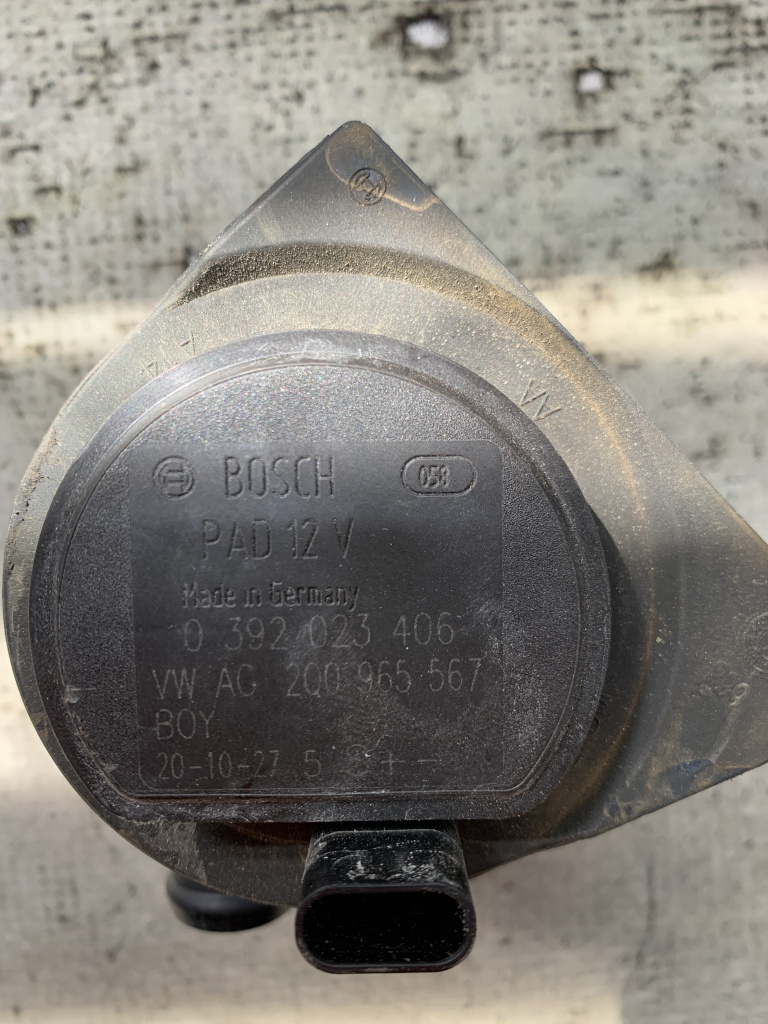 BOSCH 058
PAD 12 V
Made in Germany
0 392 023 406
VW AG 2Q0 965 567
BOY
20-10-27 5
+ -